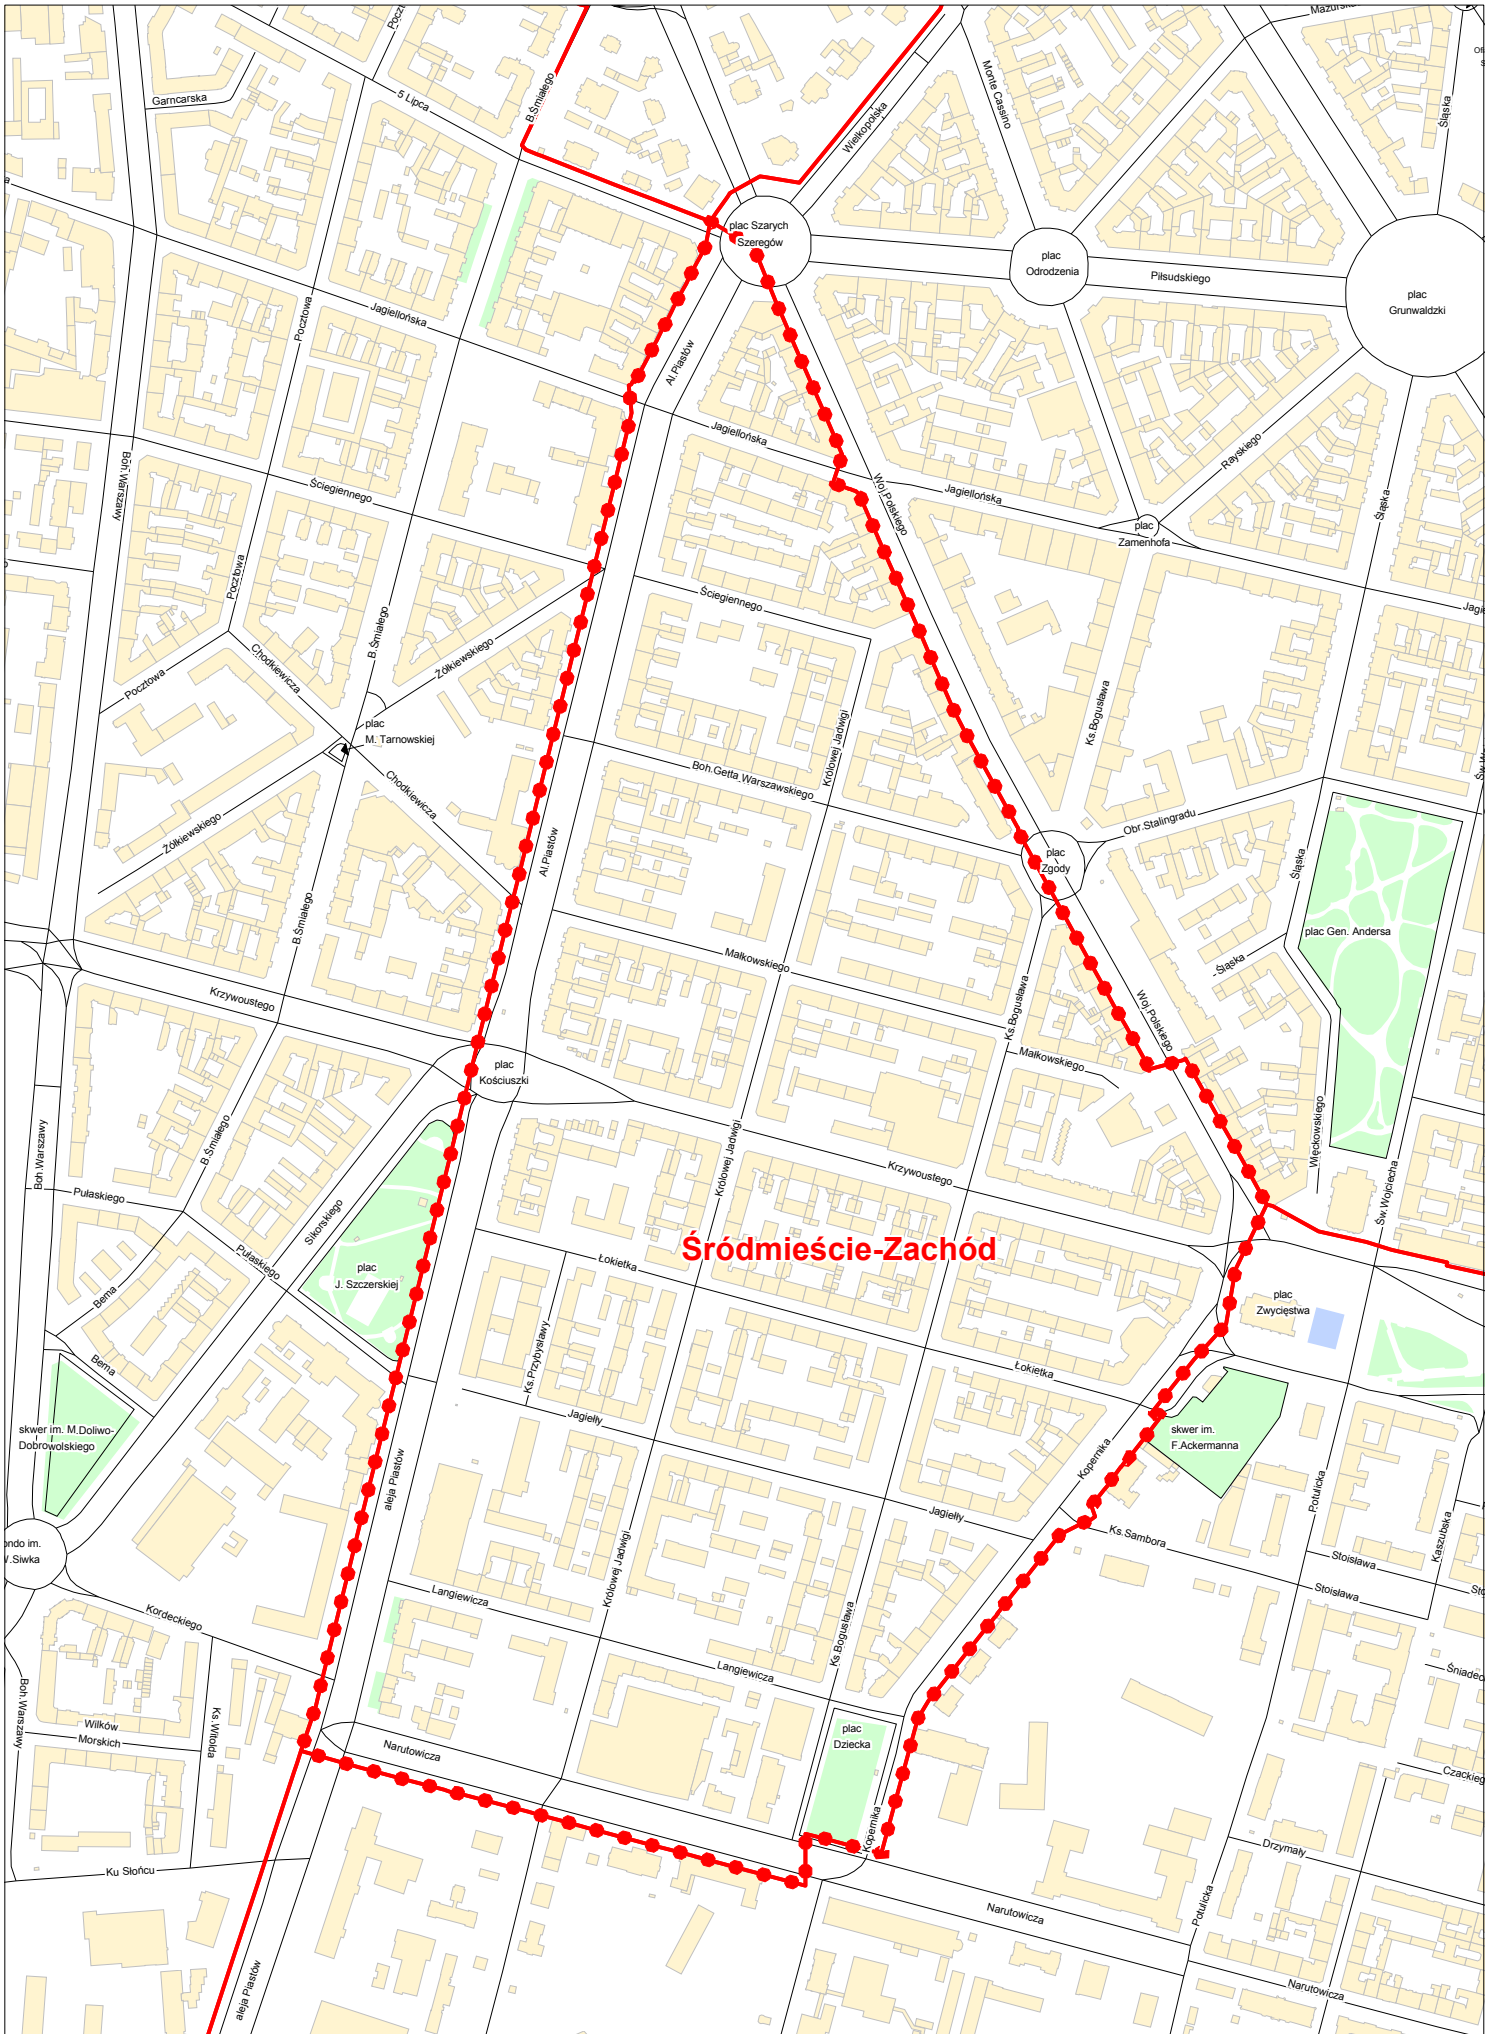 Mazurska
Garncarska
5 Lipca
B.Śmiałego
Wielkopolska
Monte Cassino
Śląska
plac Szarych
Szeregów
plac
Odrodzenia
Piłsudskiego
plac
Grunwaldzki
Pocztowa
Jagiellońska
Al.Piastów
Jagiellońska
Woj.Polskiego
Jagiellońska
Rayskiego
Śląska
plac
Zamenhofa
Boh.Warszawy
Ściegiennego
Pocztowa
B.Śmiałego
Ściegiennego
Żółkiewskiego
Chodkiewicza
Pocztowa
plac
M. Tarnowskiej
Królowej Jadwigi
Ks.Bogusława
Boh.Getta Warszawskiego
Chodkiewicza
Żółkiewskiego
Al.Piastów
Obr.Stalingradu
plac
Zgody
Śląska
B.Śmiałego
plac Gen. Andersa
Małkowskiego
Śląska
Krzywoustego
Ks.Bogusława
Woj.Polskiego
Małkowskiego
plac
Kościuszki
Boh.Warszawy
B.Śmiałego
Królowej Jadwigi
Krzywoustego
Więckowskiego
Św.Wojciecha
Pułaskiego
Sikorskiego
Pułaskiego
Śródmieście-Zachód
Łokietka
plac
J. Szczerskiej
Bema
plac
Zwycięstwa
Bema
Ks.Przybysławy
Łokietka
Jagiełły
skwer im. M.Doliwo-
Dobrowolskiego
skwer im.
F.Ackermanna
Kopernika
aleja Piastów
Jagiełły
Potulicka
Ks.Sambora
Kaszubska
Stoisława
Stoisława
Królowej Jadwigi
Langiewicza
Kordeckiego
Ks.Bogusława
Langiewicza
Boh.Warszawy
Ks.Witolda
Wilków
Morskich
Narutowicza
plac
Dziecka
Kopernika
Drzymały
Ku Słońcu
Potulicka
Narutowicza
aleja Piastów
Narutowicza